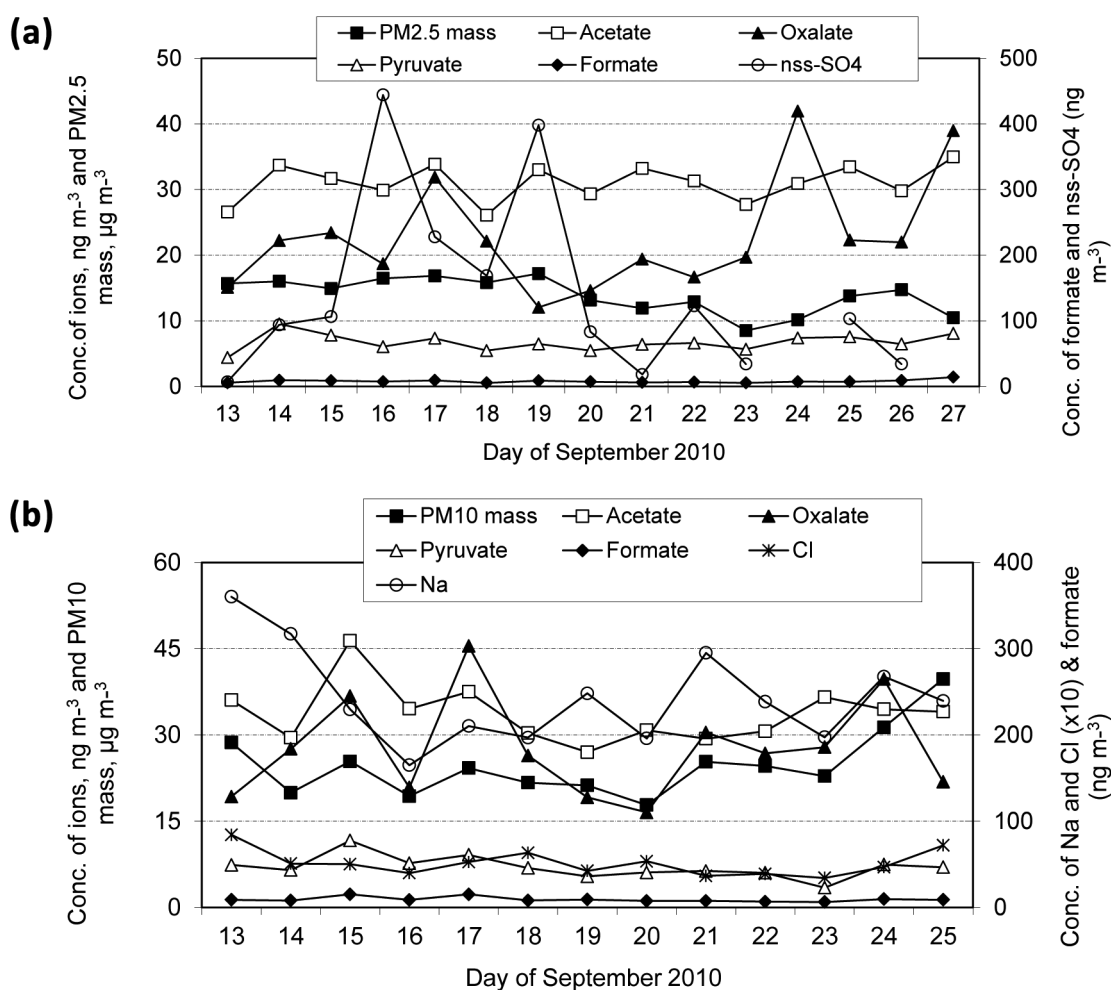 (a)
PM2.5 mass Acetate Oxalate
Pyruvate Formate nss-SO4
50
40
30
20
10
0
500
400
300
200
100
0
Conc.of ions, ng m-³ and PM2.5
mass, µg m-³
Conc. of formate and nss-SO4 (ng
m-³)
13 14 15 16 17 18 19 20 21 22 23 24 25 26 27
Day of September 2010
(b)
PM10 mass Acetate Oxalate
Pyruvate Formate Cl
Na
60
45
30
15
0
400
300
200
100
0
Conc. of ions, ng m-³ and PM10
mass, µg m-³
Conc. of Na and Cl (x10) & formate
(ng m-³)
13 14 15 16 17 18 19 20 21 22 23 24 25
Day of September 2010